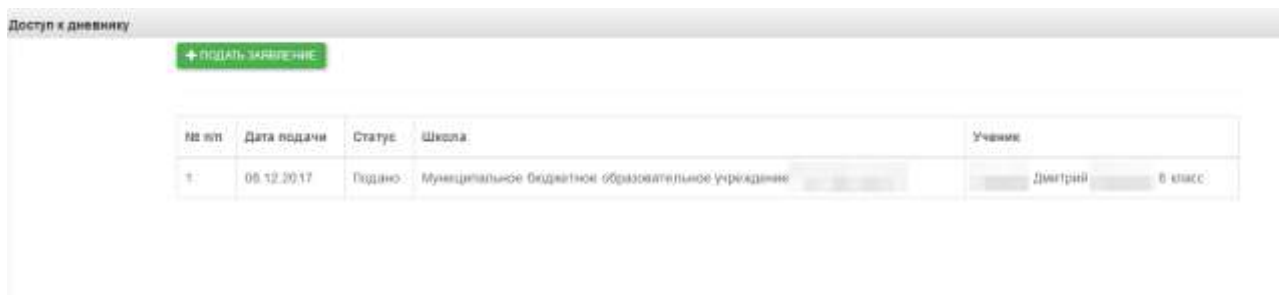 Доступ к дневнику
+ ПОДАТЬ ЗАЯВЛЕНИЕ
№ п/п Дата подачи Статус Школа Ученик
1 06.12.2017 Подано Муниципальное бюджетное образовательное учреждение Дмитрий 6 класс